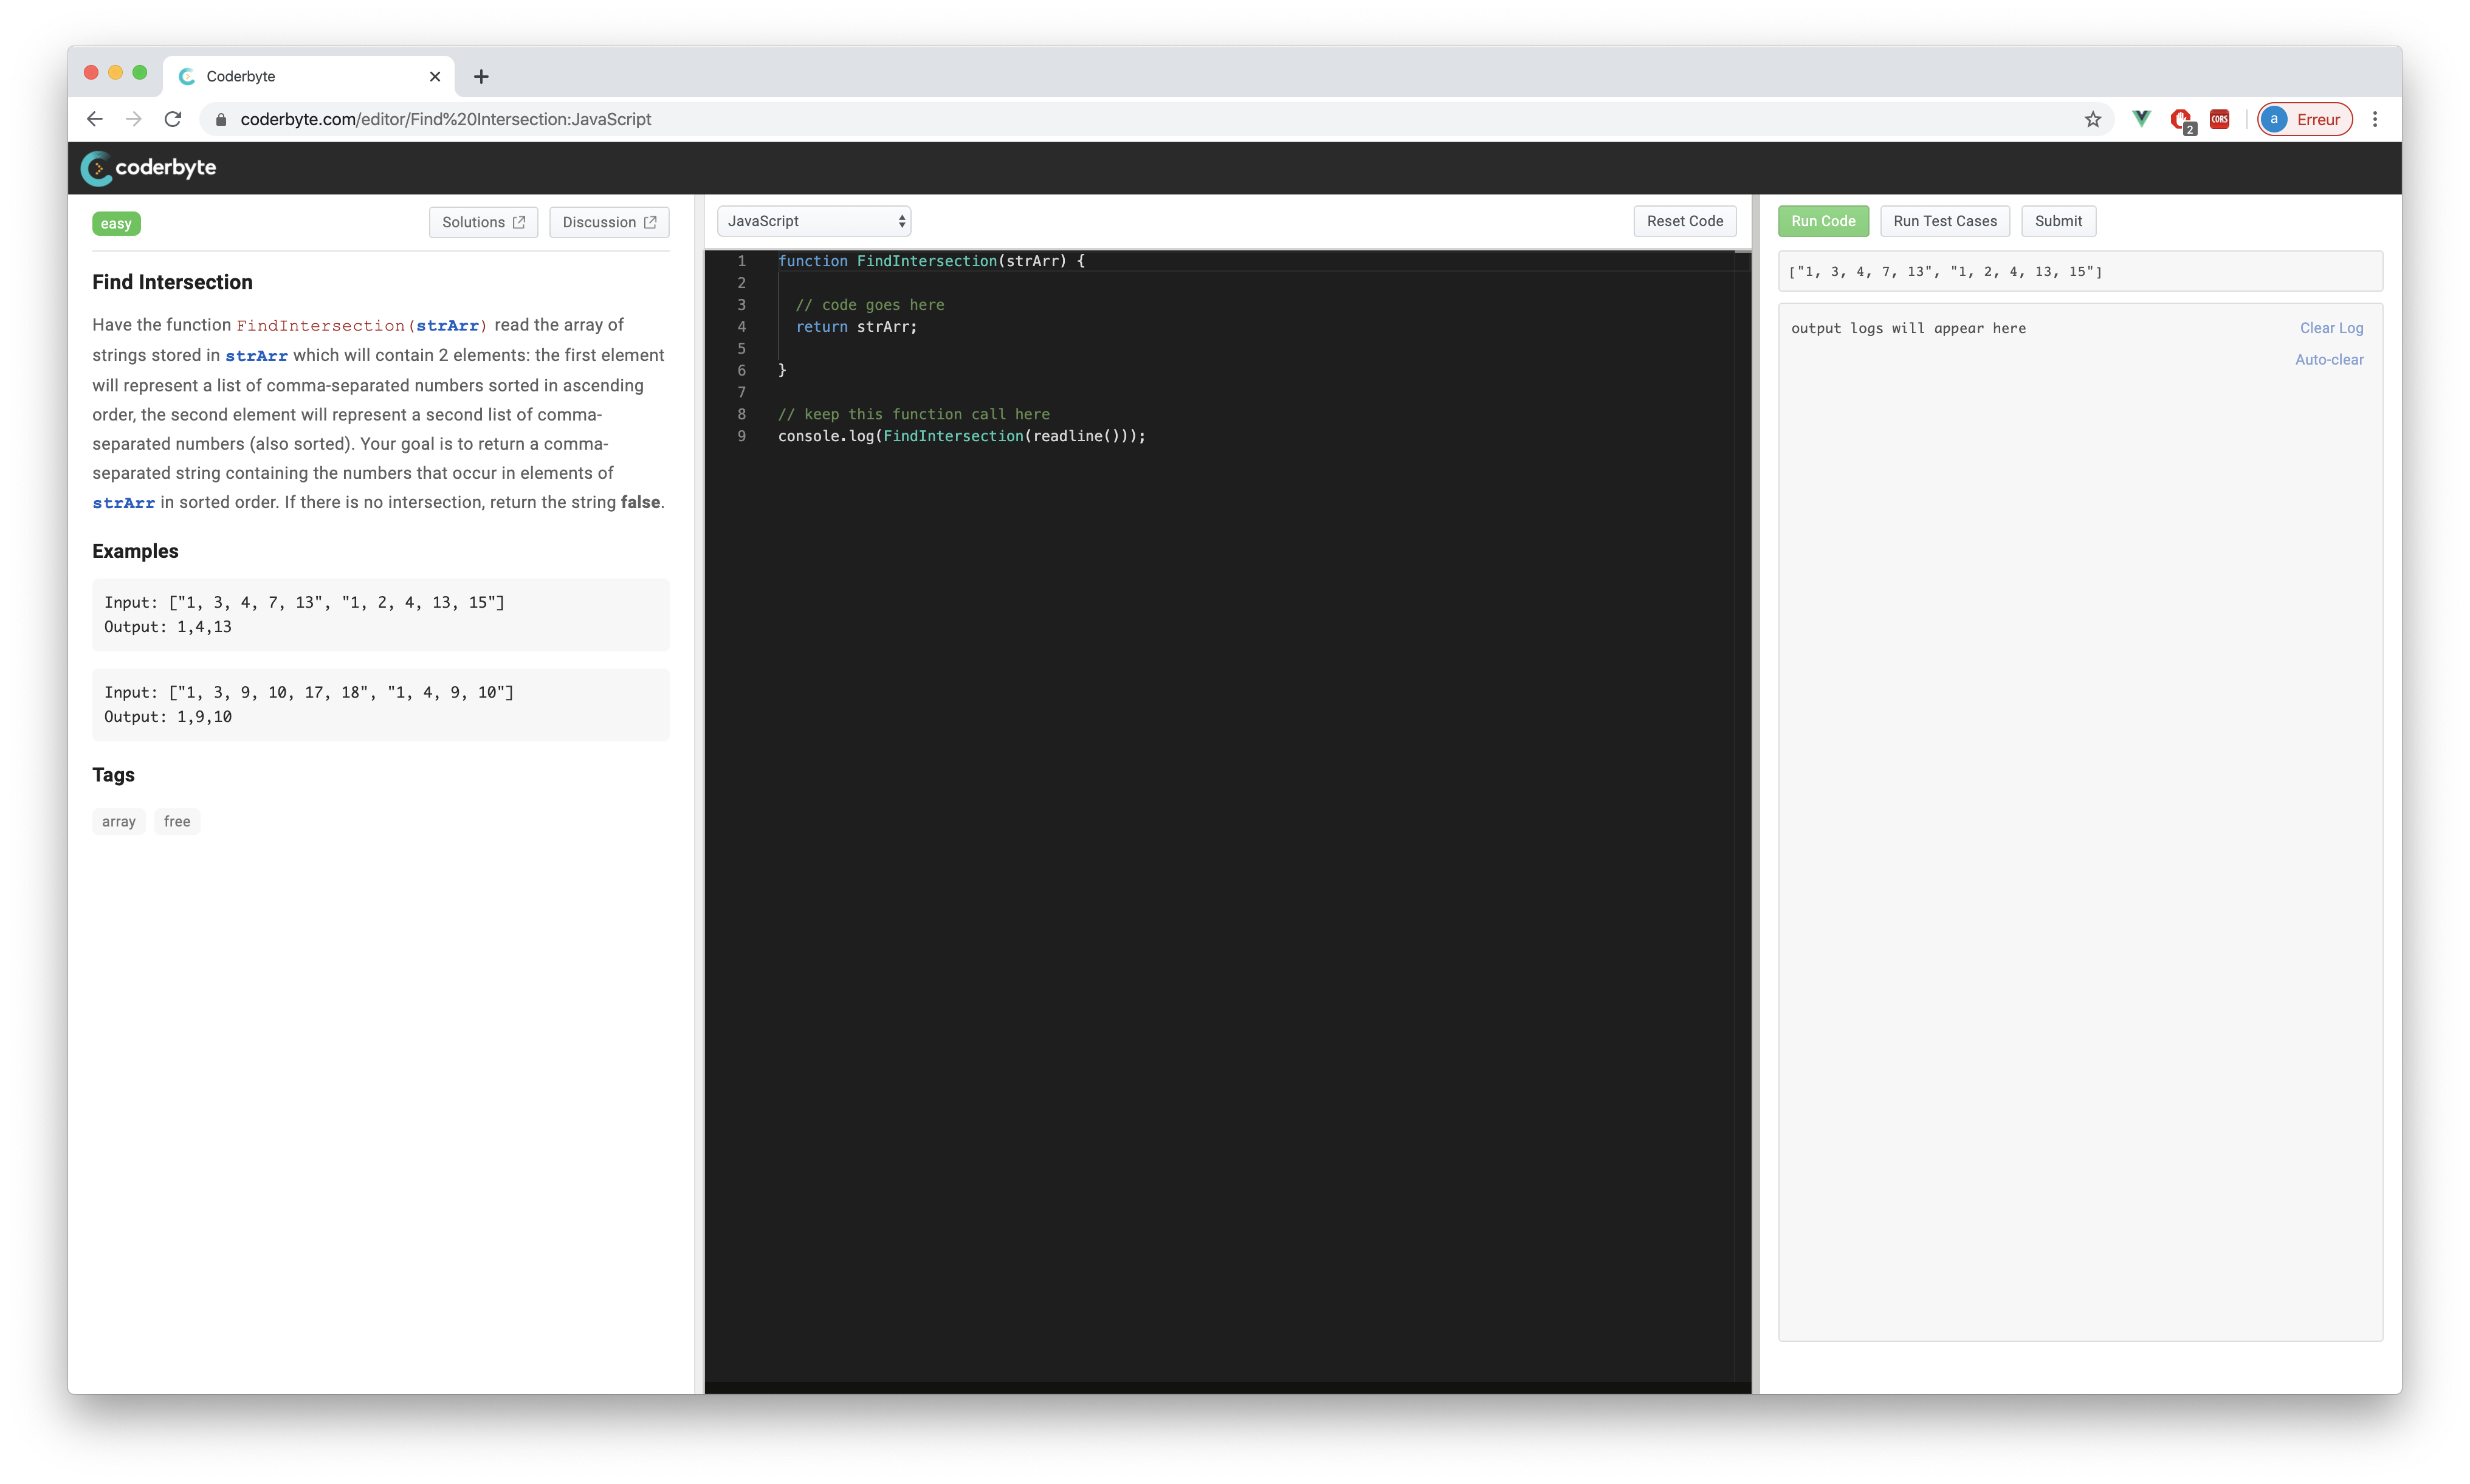 Coderbyte
coderbyte.com/editor/Find%20Intersection:JavaScript
2
CORS
a
Erreur
coderbyte
easy
Solutions
Discussion
Find Intersection
Have the function FindIntersection(strArr) read the array of
strings stored in strArr which will contain 2 elements: the first element
will represent a list of comma-separated numbers sorted in ascending
order, the second element will represent a second list of comma-
separated numbers (also sorted). Your goal is to return a comma-
separated string containing the numbers that occur in elements of
strArr in sorted order. If there is no intersection, return the string false.
Examples
Input: ["1, 3, 4, 7, 13", "1, 2, 4, 13, 15"]
Output: 1,4,13
Input: ["1, 3, 9, 10, 17, 18", "1, 4, 9, 10"]
Output: 1,9,10
Tags
array free
JavaScript
Reset Code
1 function FindIntersection(strArr) {
2
3 // code goes here
4 return strArr;
5
6 }
7
8 // keep this function call here
9 console.log(FindIntersection(readline()));
Run Code
Run Test Cases
Submit
["1, 3, 4, 7, 13", "1, 2, 4, 13, 15"]
output logs will appear here
Clear Log
Auto-clear